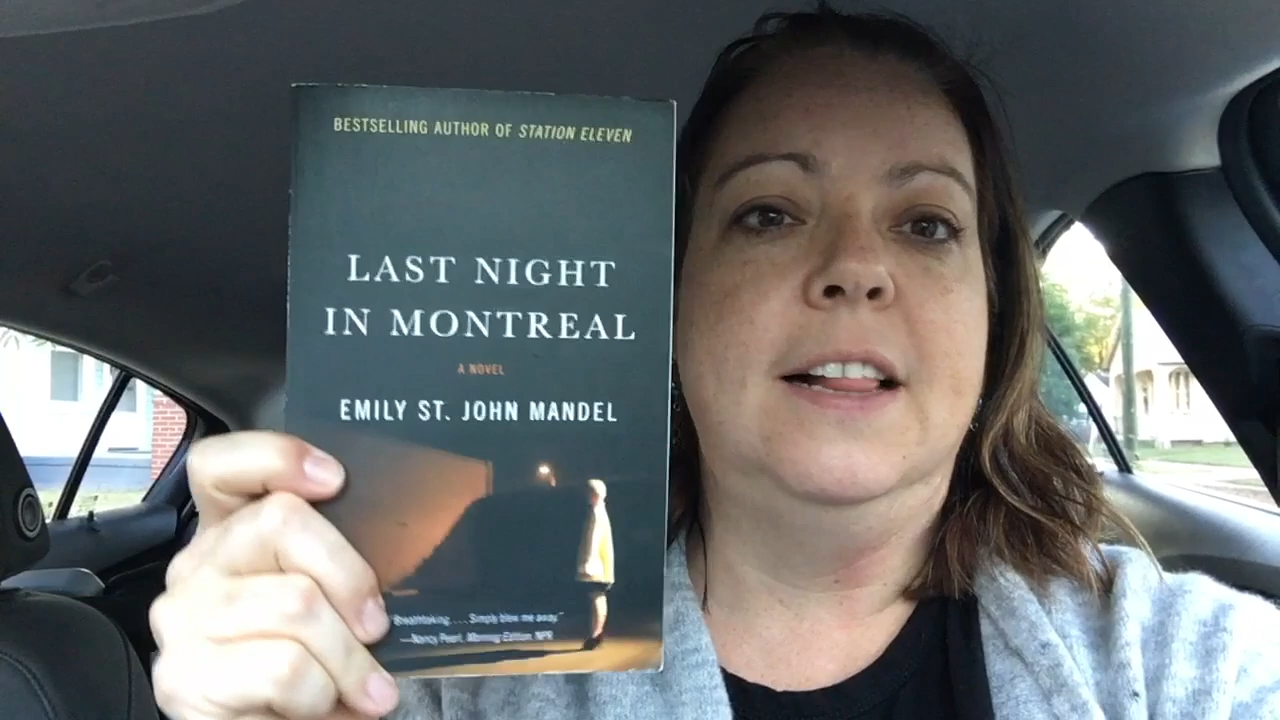 BESTSELLING AUTHOR OF STATION ELEVEN
LAST NIGHT
IN MONTREAL
A NOVEL
EMILY ST. JOHN MANDEL
"Breathtaking. . . . Simply blew me away."
—Nancy Pearl, Morning Edition, NPR